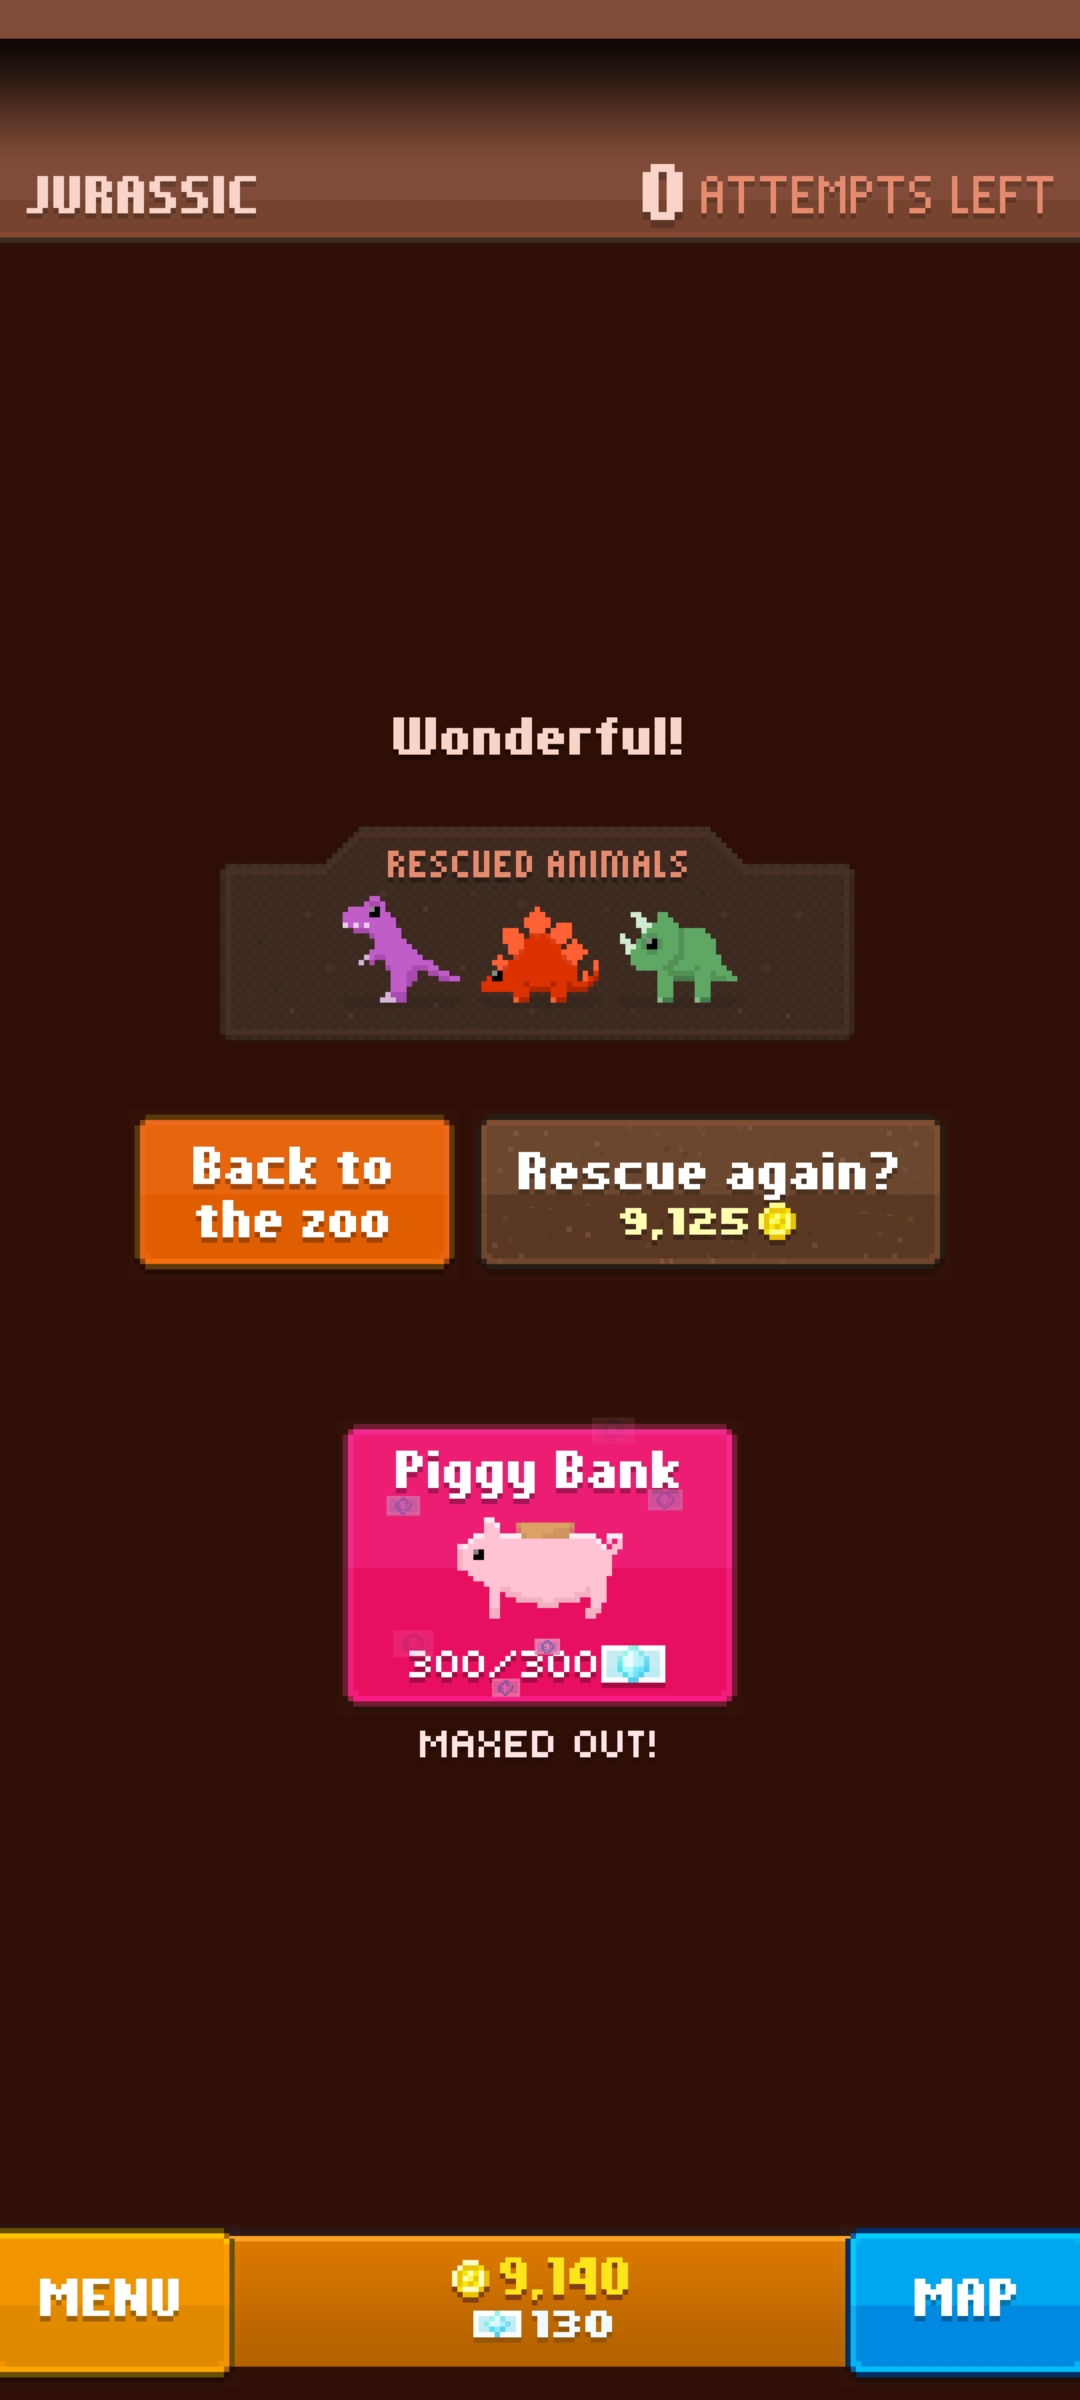 JURASSIC
0 ATTEMPTS LEFT
Wonderful!
RESCUED ANIMALS
Back to
the zoo
Rescue again?
9,125
Piggy Bank
300/300
MAXED OUT!
MENU
9,140
130
MAP